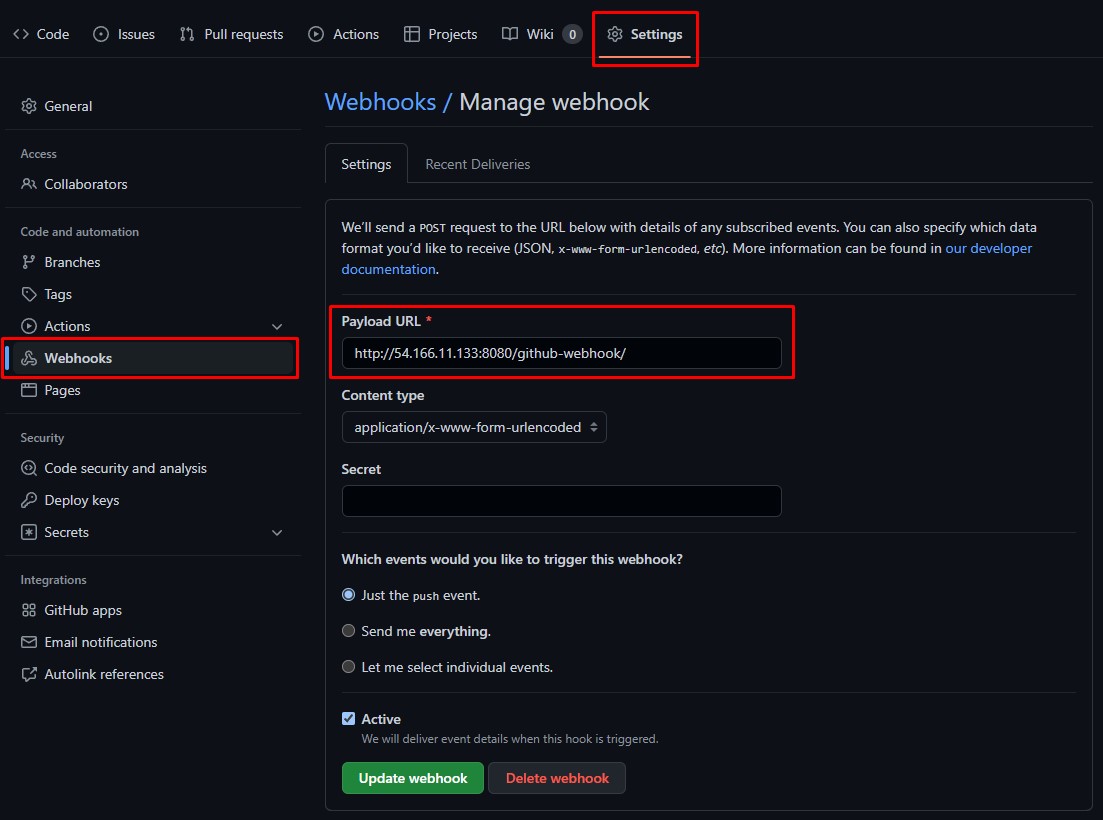 Code Issues Pull requests Actions Projects Wiki 0 Settings
General
Access
Collaborators
Code and automation
Branches
Tags
Actions
Webhooks
Pages
Security
Code security and analysis
Deploy keys
Secrets
Integrations
GitHub apps
Email notifications
Autolink references
Webhooks / Manage webhook
Settings Recent Deliveries
We'll send a POST request to the URL below with details of any subscribed events. You can also specify which data
format you'd like to receive (JSON, x-www-form-urlencoded, etc). More information can be found in our developer
documentation.
Payload URL *
http://54.166.11.133:8080/github-webhook/
Content type
application/x-www-form-urlencoded
Secret
Which events would you like to trigger this webhook?
Just the push event.
Send me everything.
Let me select individual events.
Active
We will deliver event details when this hook is triggered.
Update webhook Delete webhook